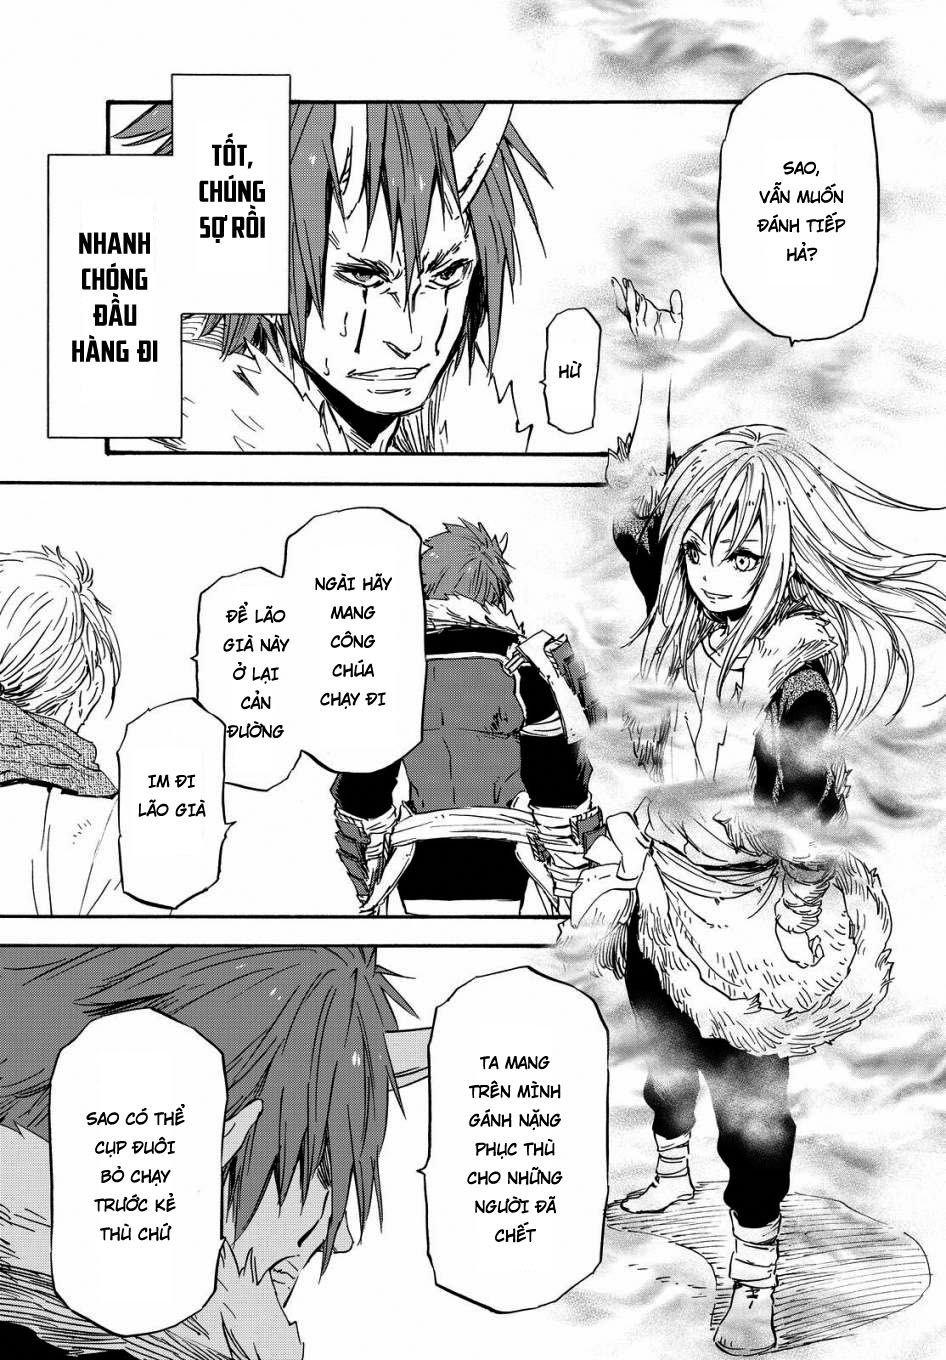 SAO,
VẪN MUỐN
ĐÁNH TIẾP
HẢ?
TỐT,
CHÚNG
SỢ RỒI
NHANH
CHÓNG
ĐẦU
HÀNG ĐI
HỪ
NGÀI HÃY
MANG
CÔNG
CHÚA
CHẠY ĐI
ĐỂ LÃO
GIÀ NÀY
Ở LẠI
CẢN
ĐƯỜNG
IM ĐI
LÃO GIÀ
TA MANG
TRÊN MÌNH
GÁNH NẶNG
PHỤC THÙ
CHO NHỮNG
NGƯỜI ĐÃ
CHẾT
SAO CÓ THỂ
CỤP ĐUÔI
BỎ CHẠY
TRƯỚC KẺ
THÙ CHỨ